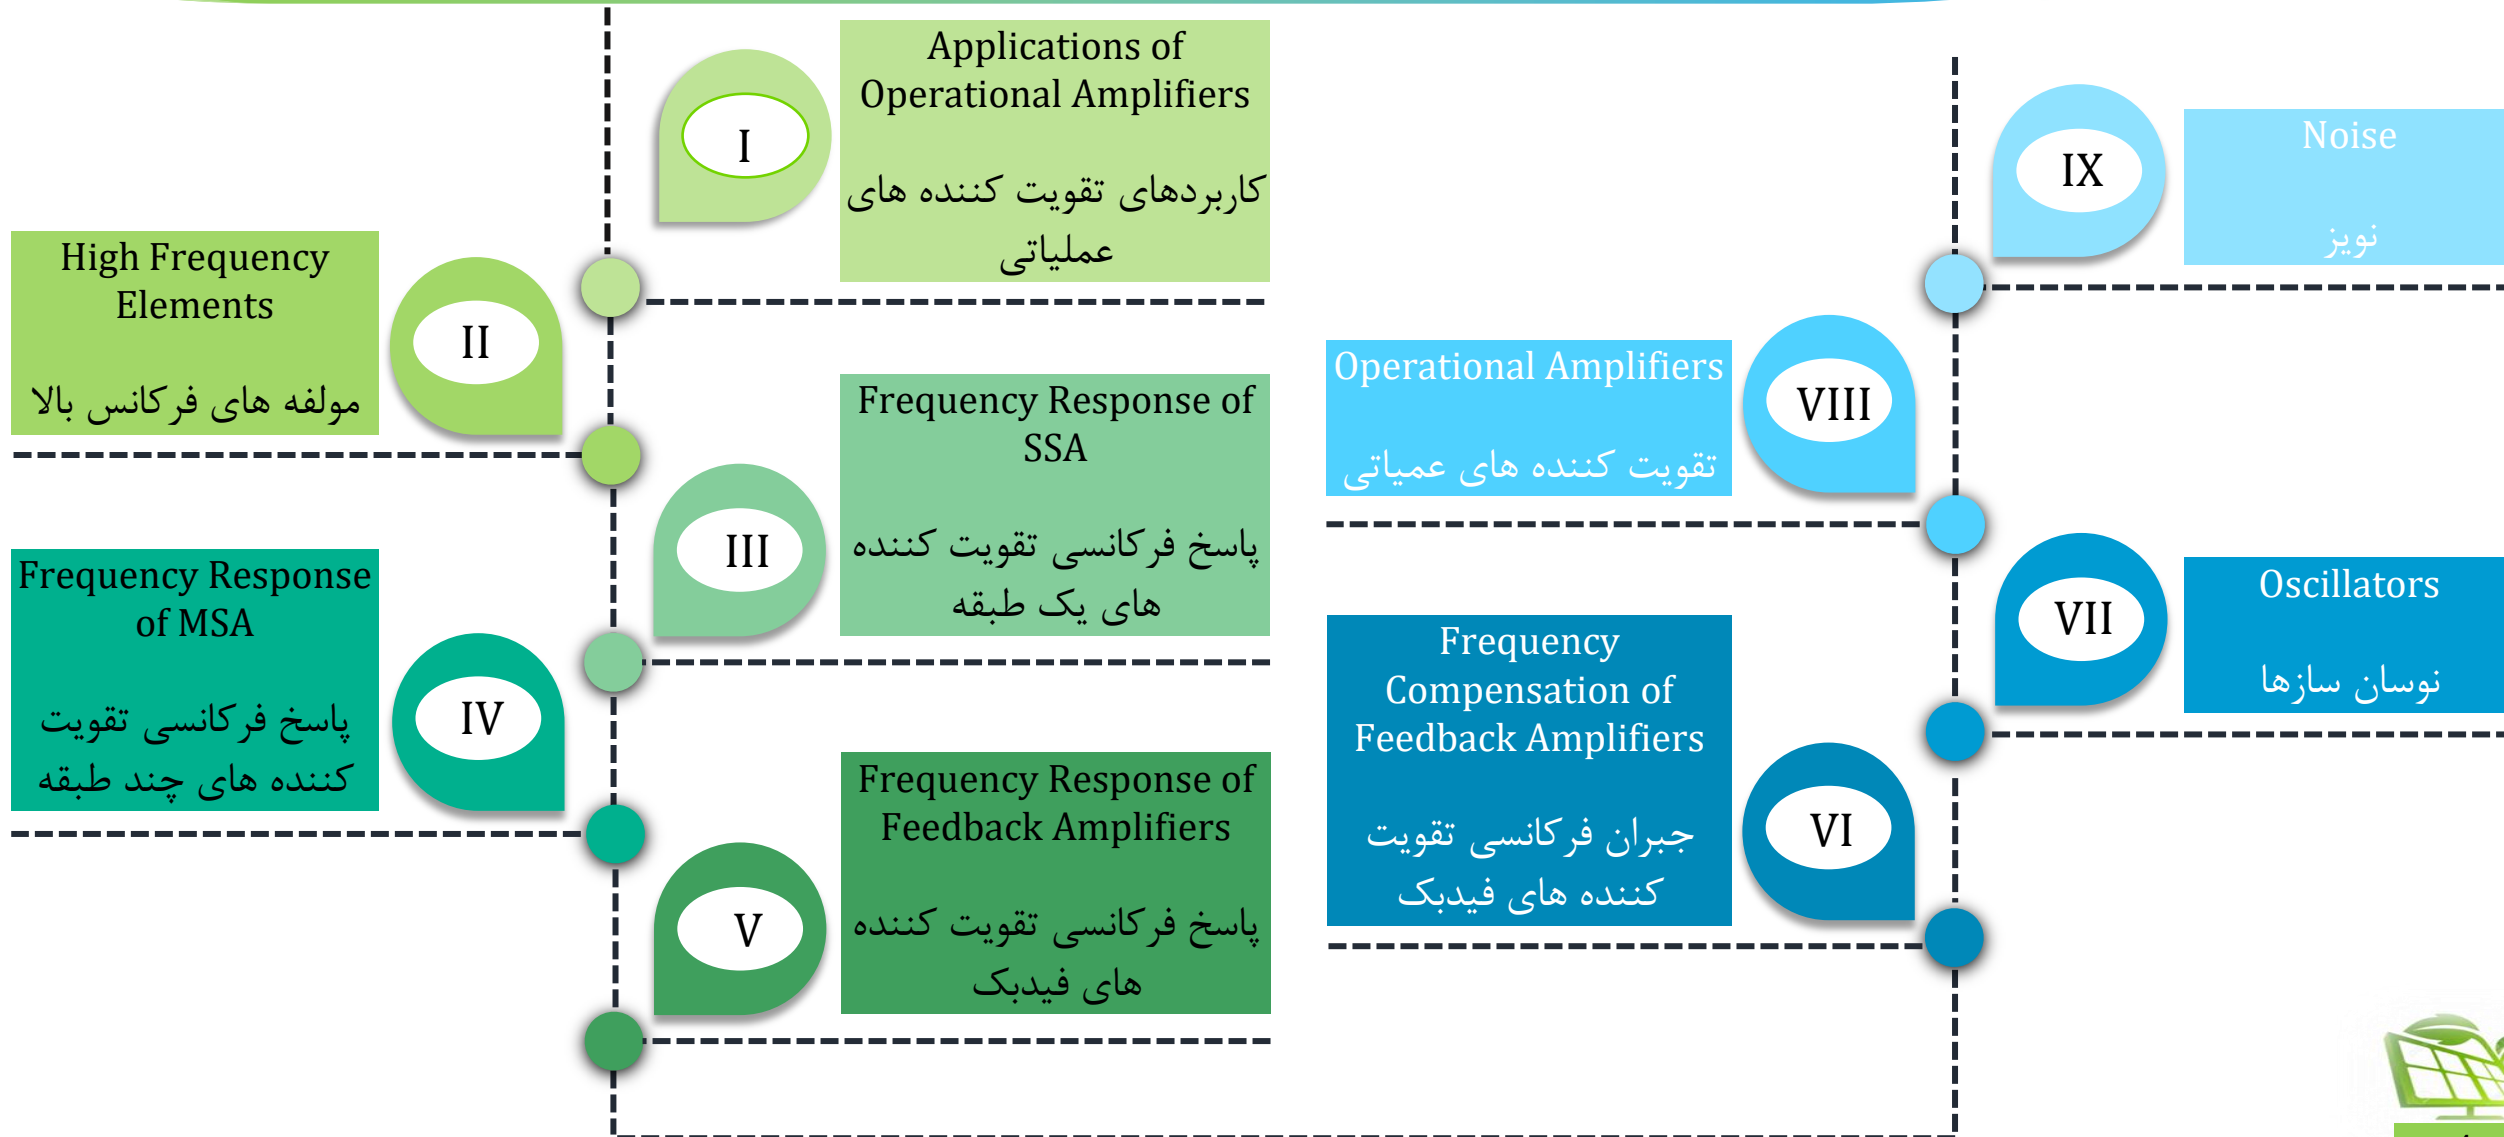 I
Applications of
Operational Amplifiers
کاربردهای تقویت کننده های
عملیاتی
II
High Frequency
Elements
مولفه های فرکانس بالا
III
Frequency Response of
SSA
پاسخ فرکانسی تقویت کننده
های یک طبقه
IV
Frequency Response
of MSA
پاسخ فرکانسی تقویت
کننده های چند طبقه
V
Frequency Response of
Feedback Amplifiers
پاسخ فرکانسی تقویت کننده
های فیدبک
VI
Frequency
Compensation of
Feedback Amplifiers
جبران فرکانسی تقویت
کننده های فیدبک
VII
Oscillators
نوسان سازها
VIII
Operational Amplifiers
تقویت کننده های عمیاتی
IX
Noise
نویز